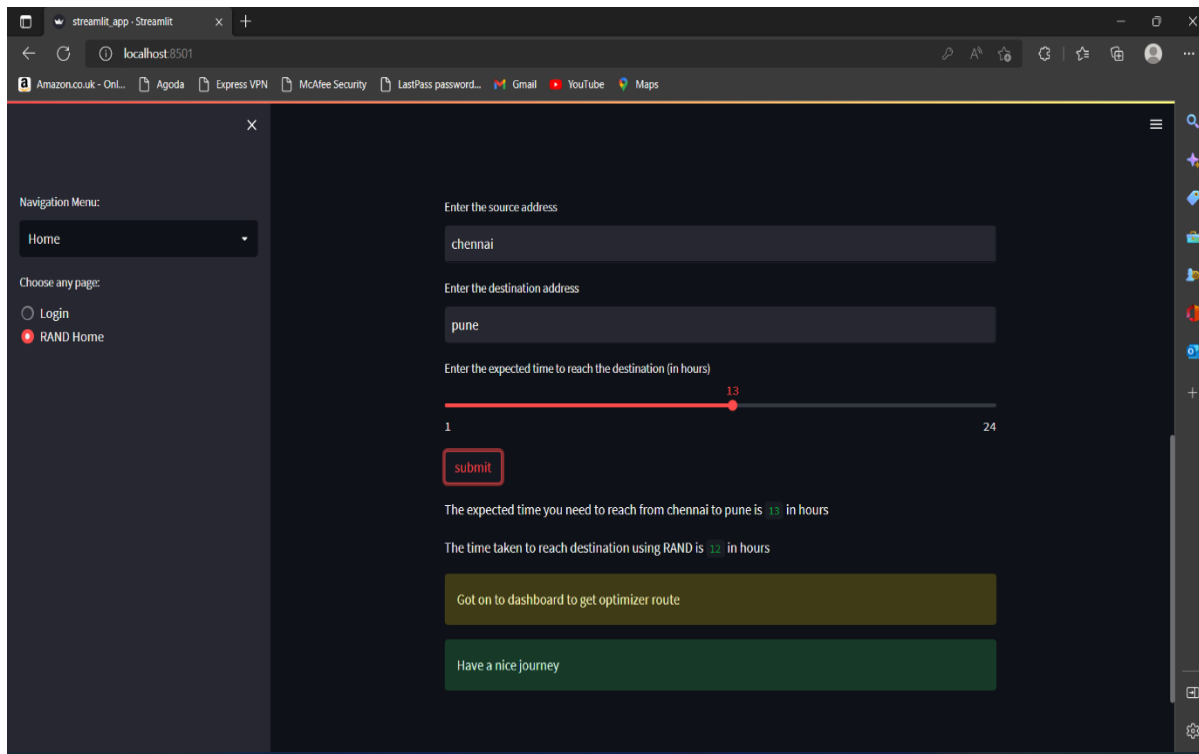 streamlit_app · Streamlit
localhost:8501
Amazon.co.uk - Onl... Agoda Express VPN McAfee Security LastPass password... Gmail YouTube Maps
Navigation Menu:
Home
Choose any page:
Login
RAND Home
Enter the source address
chennai
Enter the destination address
pune
Enter the expected time to reach the destination (in hours)
13
1 24
submit
The expected time you need to reach from chennai to pune is 13 in hours
The time taken to reach destination using RAND is 12 in hours
Got on to dashboard to get optimizer route
Have a nice journey